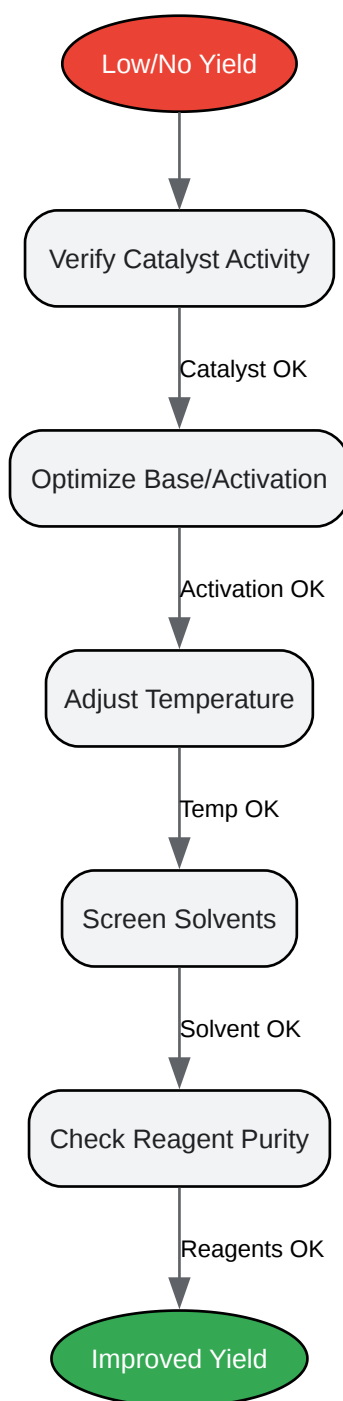 Low/No Yield
Verify Catalyst Activity
Catalyst OK
Optimize Base/Activation
Activation OK
Adjust Temperature
Temp OK
Screen Solvents
Solvent OK
Check Reagent Purity
Reagents OK
Improved Yield